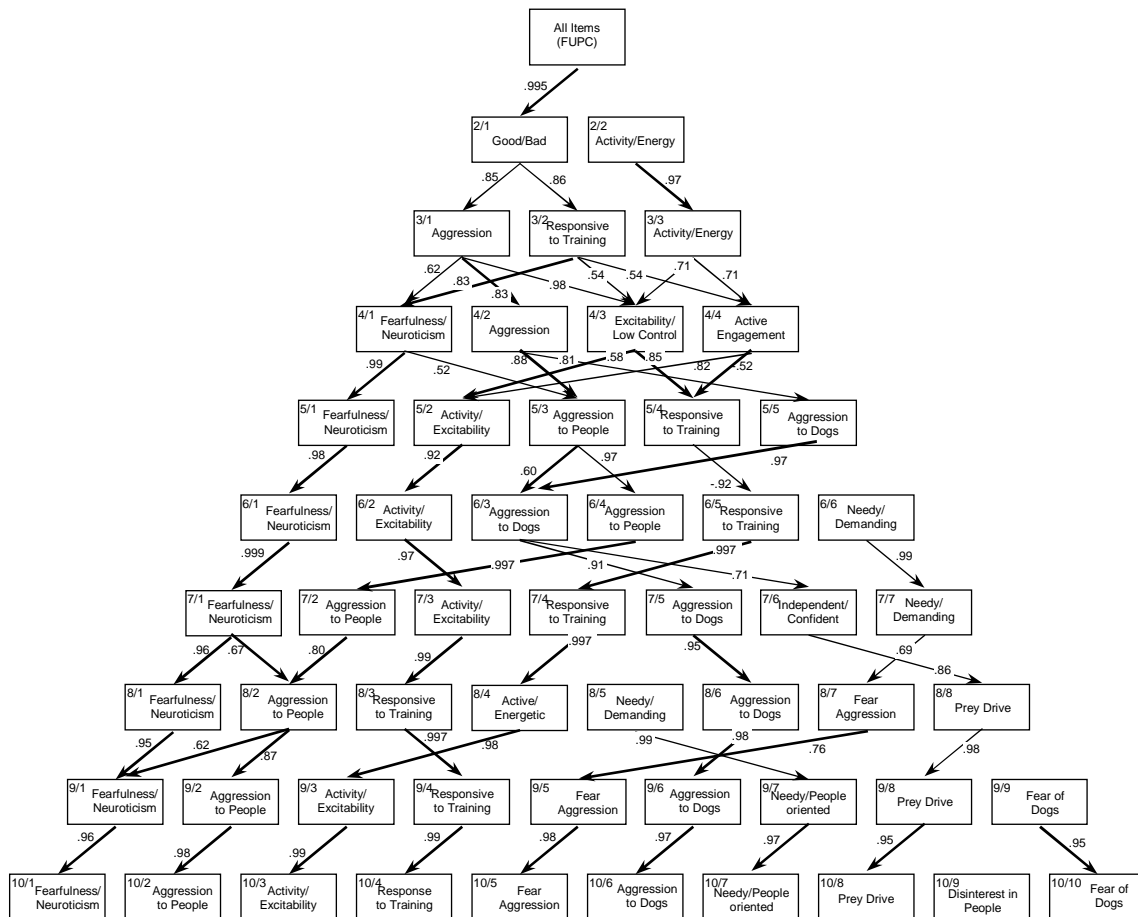 All Items
(FUPC)
.995
2/1
Good/Bad
2/2
Activity/Energy
.85
.86
.97
3/1
Aggression
3/2
Responsive
to Training
3/3
Activity/Energy
.62
.83
.83
.98
.54
.54
.71
.71
4/1
Fearfulness/
Neuroticism
4/2
Aggression
4/3
Excitability/
Low Control
4/4
Active
Engagement
.99
.52
.88
.81
.58
.85
.82
-.52
5/1
Fearfulness/
Neuroticism
5/2
Activity/
Excitability
5/3
Aggression
to People
5/4
Responsive
to Training
5/5
Aggression
to Dogs
.98
.92
.60
.97
-.92
.97
6/1
Fearfulness/
Neuroticism
6/2
Activity/
Excitability
6/3
Aggression
to Dogs
6/4
Aggression
to People
6/5
Responsive
to Training
6/6
Needy/
Demanding
.999
.97
.997
.91
.997
.71
.99
7/1
Fearfulness/
Neuroticism
7/2
Aggression
to People
7/3
Activity/
Excitability
7/4
Responsive
to Training
7/5
Aggression
to Dogs
7/6
Independent/
Confident
7/7
Needy/
Demanding
.96
.67
.80
.99
.997
.95
.69
.86
8/1
Fearfulness/
Neuroticism
8/2
Aggression
to People
8/3
Responsive
to Training
8/4
Active/
Energetic
8/5
Needy/
Demanding
8/6
Aggression
to Dogs
8/7
Fear
Aggression
8/8
Prey Drive
.95
.62
.87
.997
.98
.99
.98
.76
.98
9/1
Fearfulness/
Neuroticism
9/2
Aggression
to People
9/3
Activity/
Excitability
9/4
Responsive
to Training
9/5
Fear
Aggression
9/6
Aggression
to Dogs
9/7
Needy/People
oriented
9/8
Prey Drive
9/9
Fear of
Dogs
.96
.98
.99
.99
.98
.97
.97
.95
.95
10/1
Fearfulness/
Neuroticism
10/2
Aggression
to People
10/3
Activity/
Excitability
10/4
Response
to Training
10/5
Fear
Aggression
10/6
Aggression
to Dogs
10/7
Needy/People
oriented
10/8
Prey Drive
10/9
Disinterest in
People
10/10
Fear of
Dogs